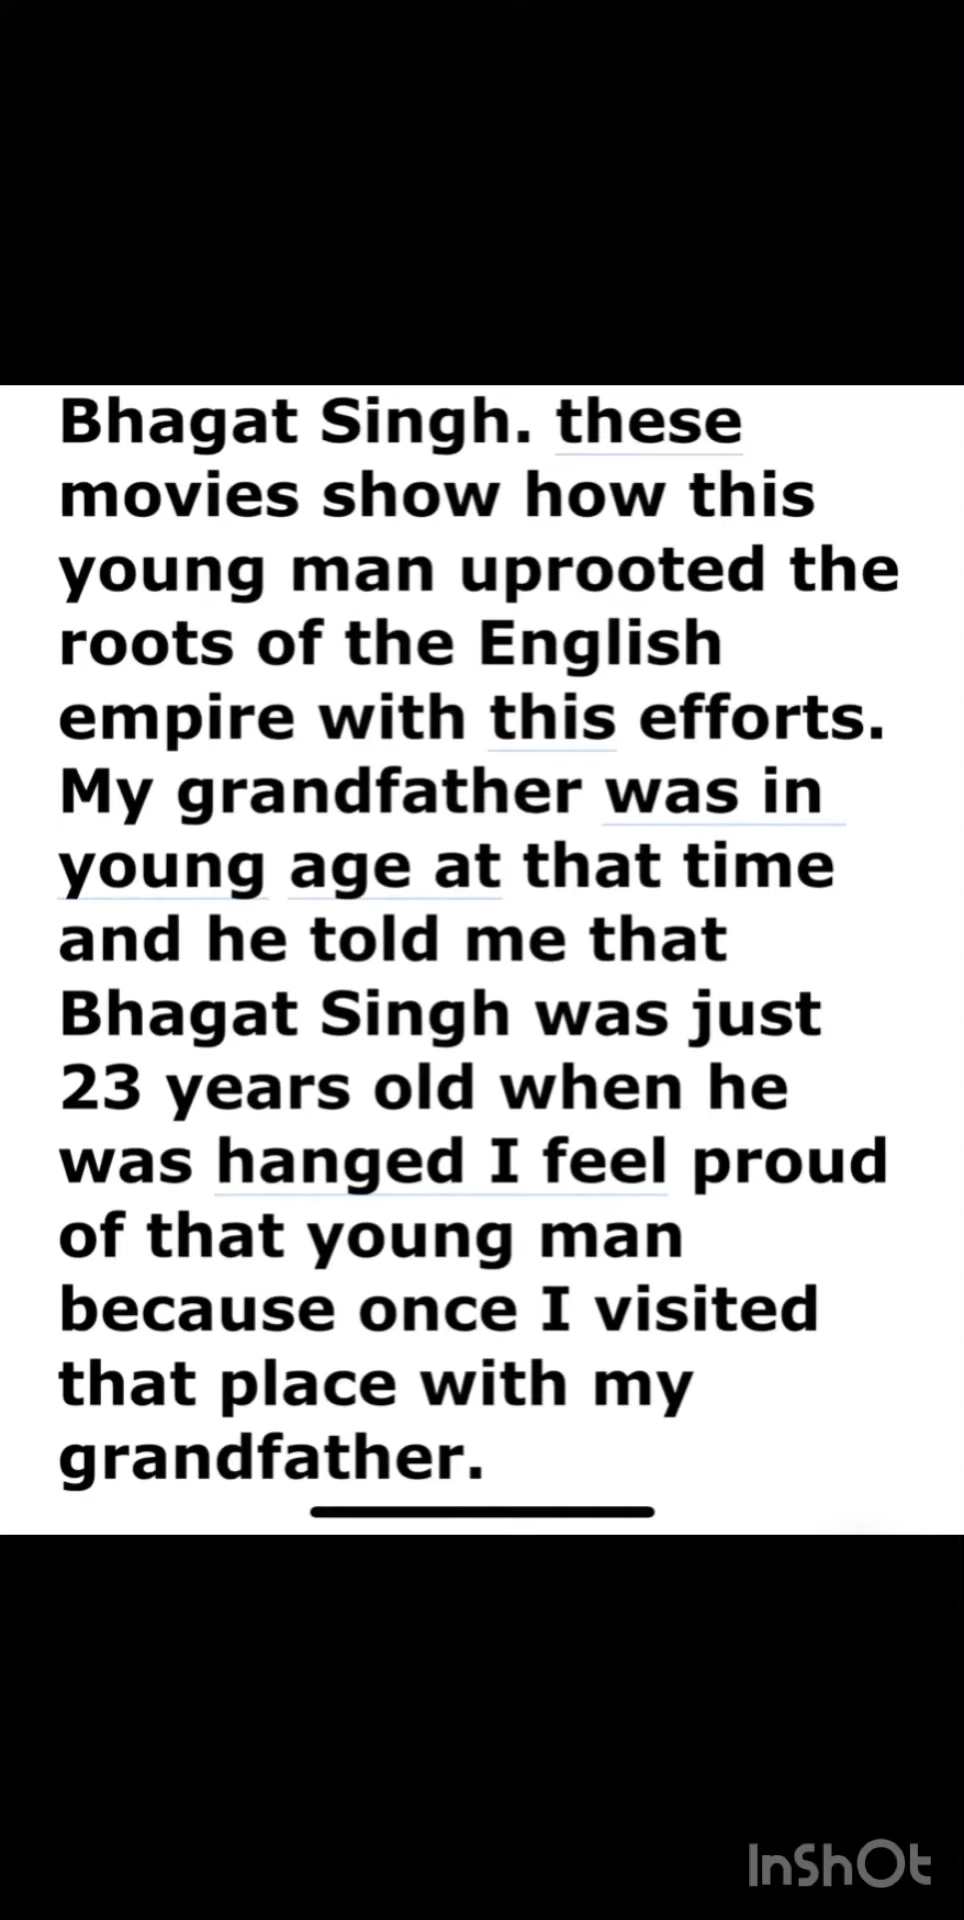 Bhagat Singh. these
movies show how this
young man uprooted the
roots of the English
empire with this efforts.
My grandfather was in
young age at that time
and he told me that
Bhagat Singh was just
23 years old when he
was hanged I feel proud
of that young man
because once I visited
that place with my
grandfather.
InShOt